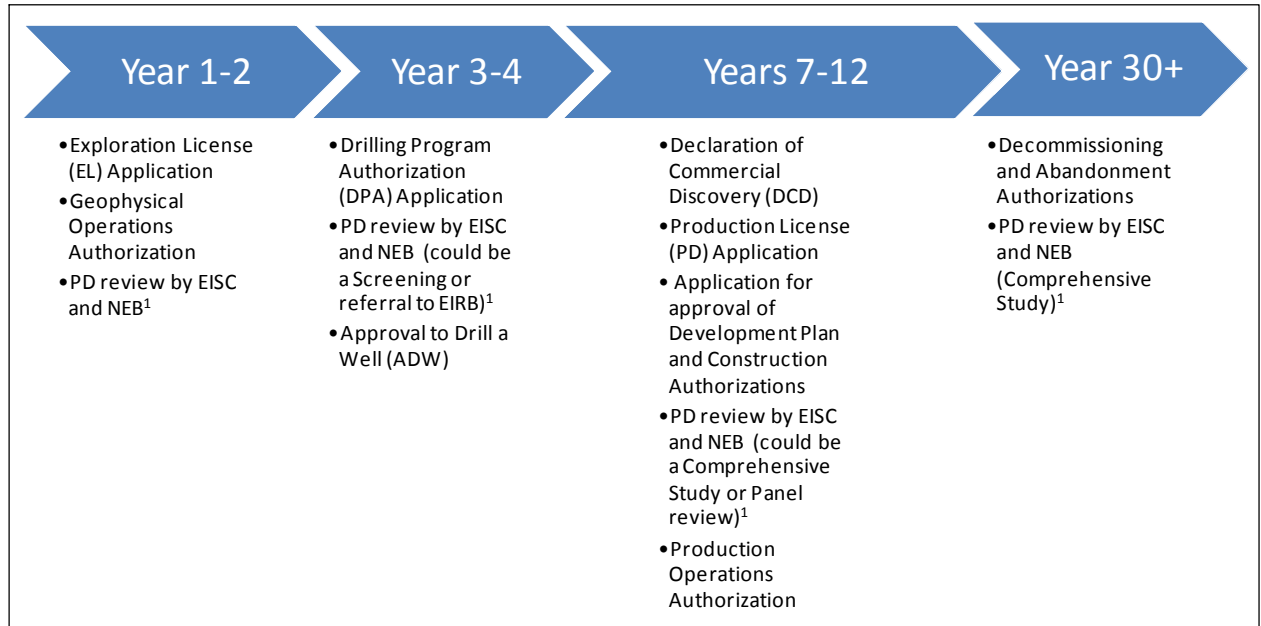 Year 1-2
•Exploration License
(EL) Application
•Geophysical
Operations
Authorization
•PD review by EISC
and NEB¹
Year 3-4
•Drilling Program
Authorization
(DPA) Application
•PD review by EISC
and NEB (could be
a Screening or
referral to EIRB)¹
•Approval to Drill a
Well (ADW)
Years 7-12
•Declaration of
Commercial
Discovery (DCD)
•Production License
(PD) Application
• Application for
approval of
Development Plan
and Construction
Authorizations
•PD review by EISC
and NEB (could be
a Comprehensive
Study or Panel
review)¹
•Production
Operations
Authorization
Year 30+
•Decommissioning
and Abandonment
Authorizations
•PD review by EISC
and NEB
(Comprehensive
Study)¹